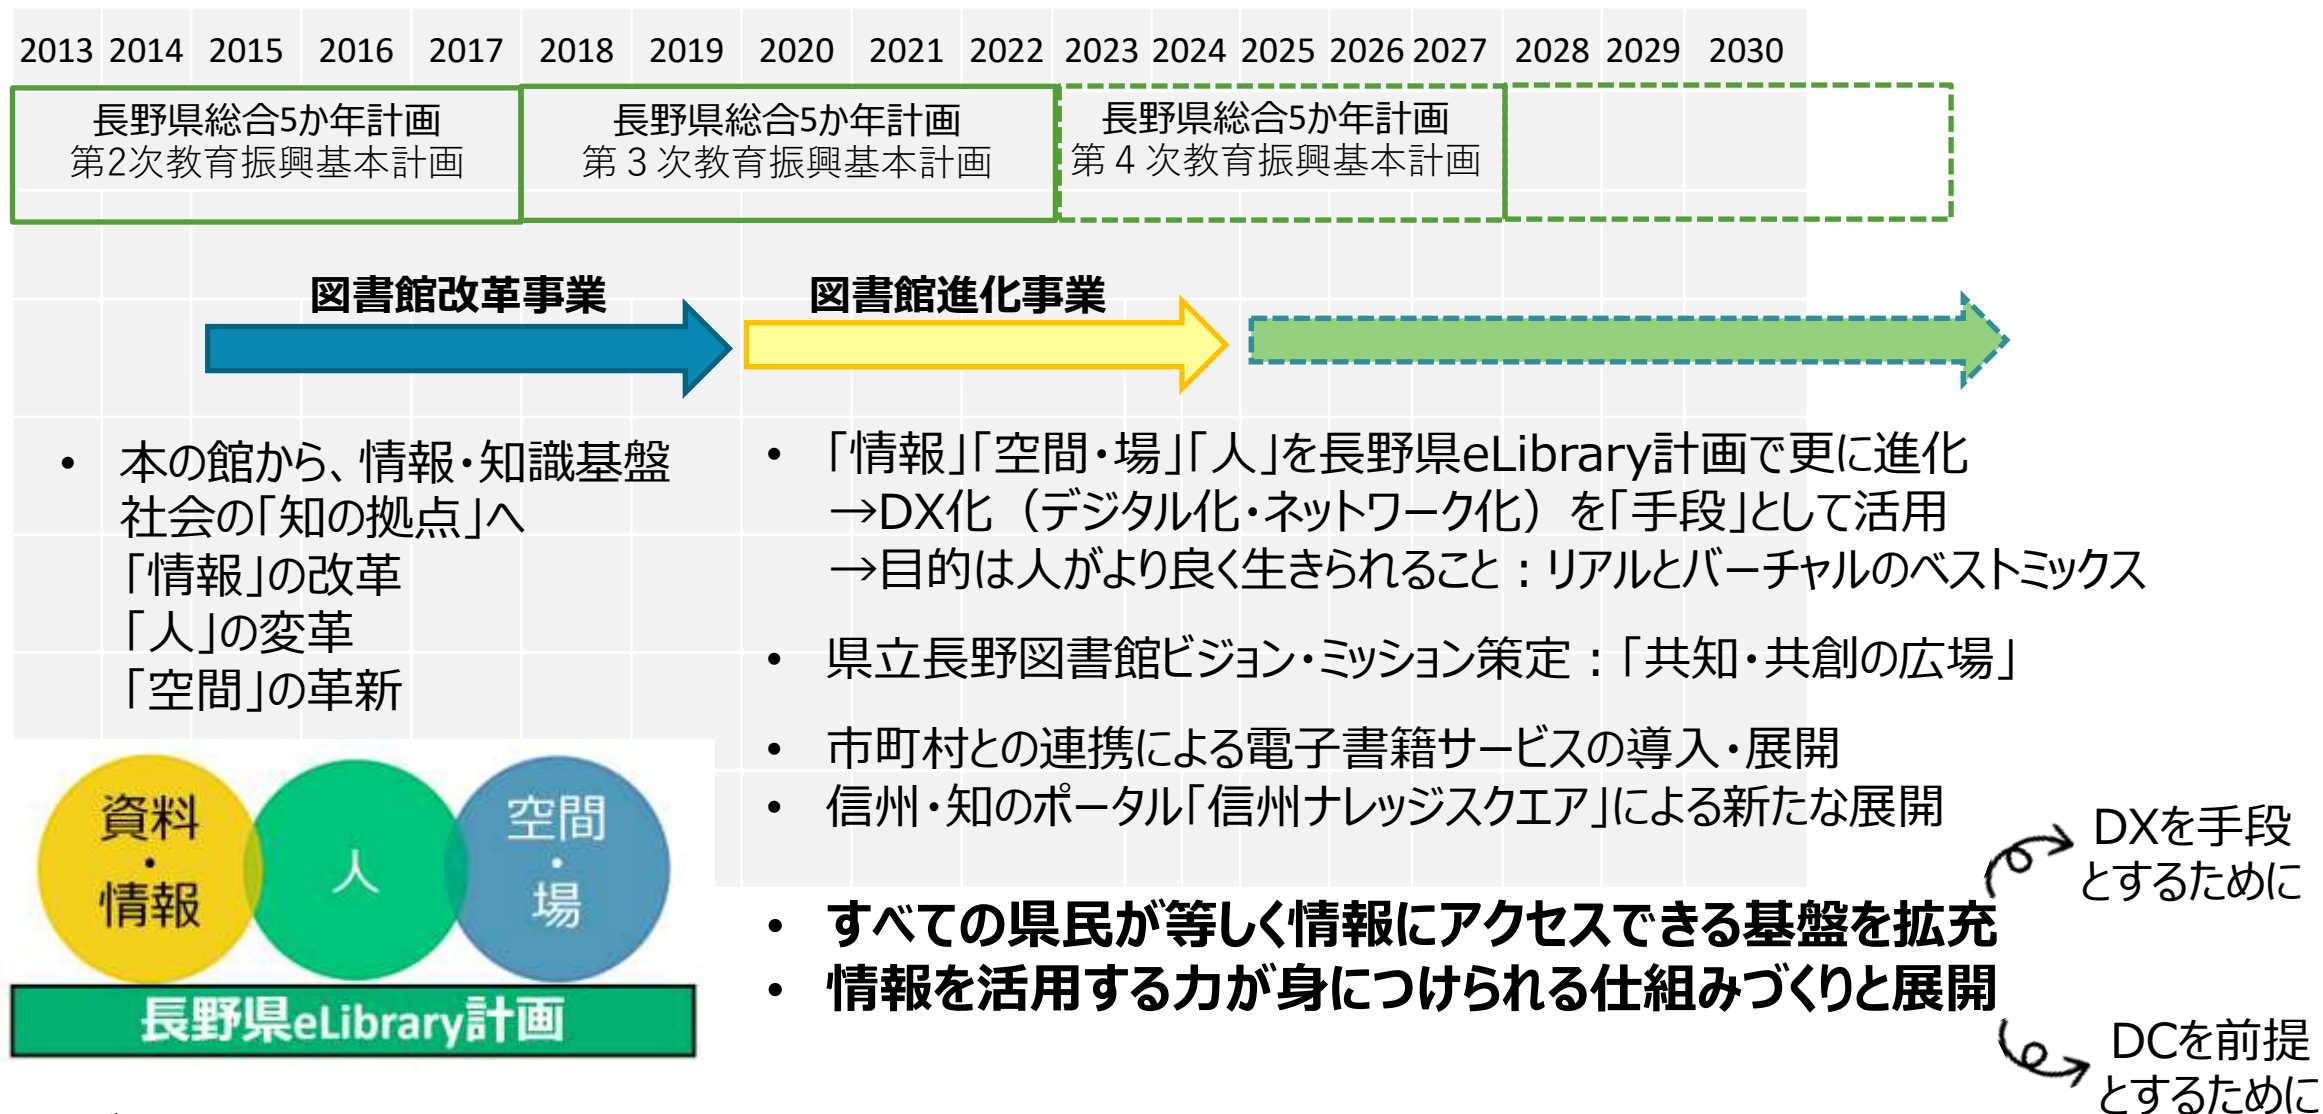 2013 2014 2015 2016 2017 2018 2019 2020 2021 2022 2023 2024 2025 2026 2027 2028 2029 2030
長野県総合5か年計画
第2次教育振興基本計画
長野県総合5か年計画
第３次教育振興基本計画
長野県総合5か年計画
第４次教育振興基本計画
図書館改革事業
図書館進化事業
• 本の館から、情報・知識基盤
社会の「知の拠点」へ
「情報」の改革
「人」の変革
「空間」の革新
資料
・
情報
人
空間
・
場
長野県eLibrary計画
• 「情報」「空間・場」「人」を長野県eLibrary計画で更に進化
→DX化（デジタル化・ネットワーク化）を「手段」として活用
→目的は人がより良く生きられること：リアルとバーチャルのベストミックス
• 県立長野図書館ビジョン・ミッション策定：「共知・共創の広場」
• 市町村との連携による電子書籍サービスの導入・展開
• 信州・知のポータル「信州ナレッジスクエア」による新たな展開
• すべての県民が等しく情報にアクセスできる基盤を拡充
• 情報を活用する力が身につけられる仕組みづくりと展開
DXを手段
とするために
DCを前提
とするために